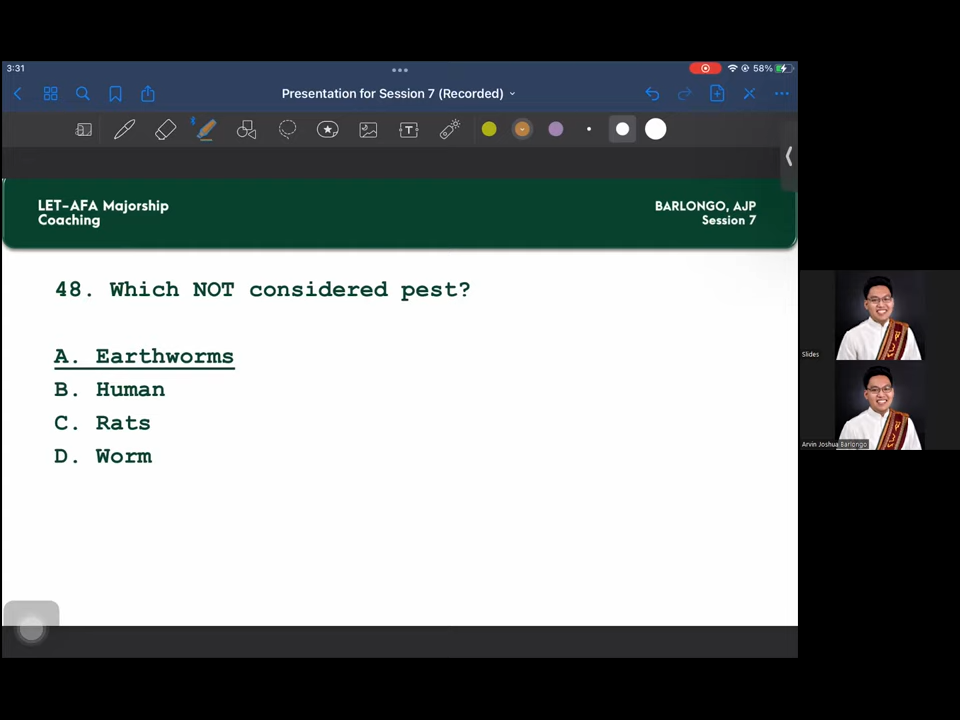 3:31
58%
Presentation for Session 7 (Recorded)
T
LET-AFA Majorship
Coaching
BARLONGO, AJP
Session 7
48. Which NOT considered pest?
A. Earthworms
B. Human
C. Rats
D. Worm
Slides
Arvin Joshua Barlongo